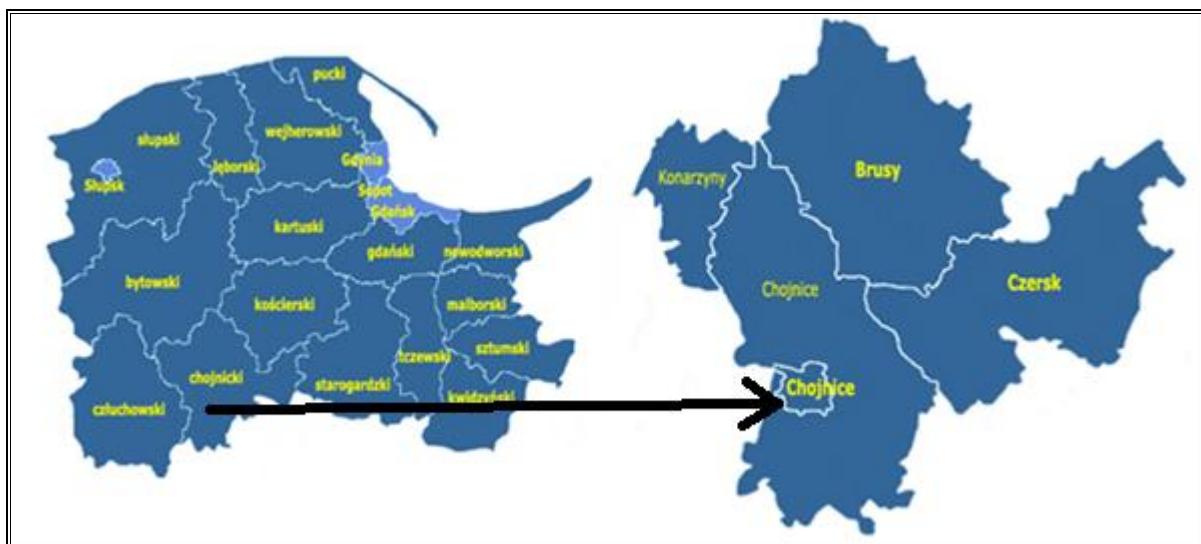 pucki
słupski
wejherowski
lęborski
Gdynia
Słupsk
Sopot
Gdańsk
kartuski
gdański
nowodworski
bytowski
kościerski
malborski
sztumski
tczewski
chojnicki
starogardzki
kwidzyński
człuchowski
Konarzyny
Brusy
Chojnice
Czersk
Chojnice